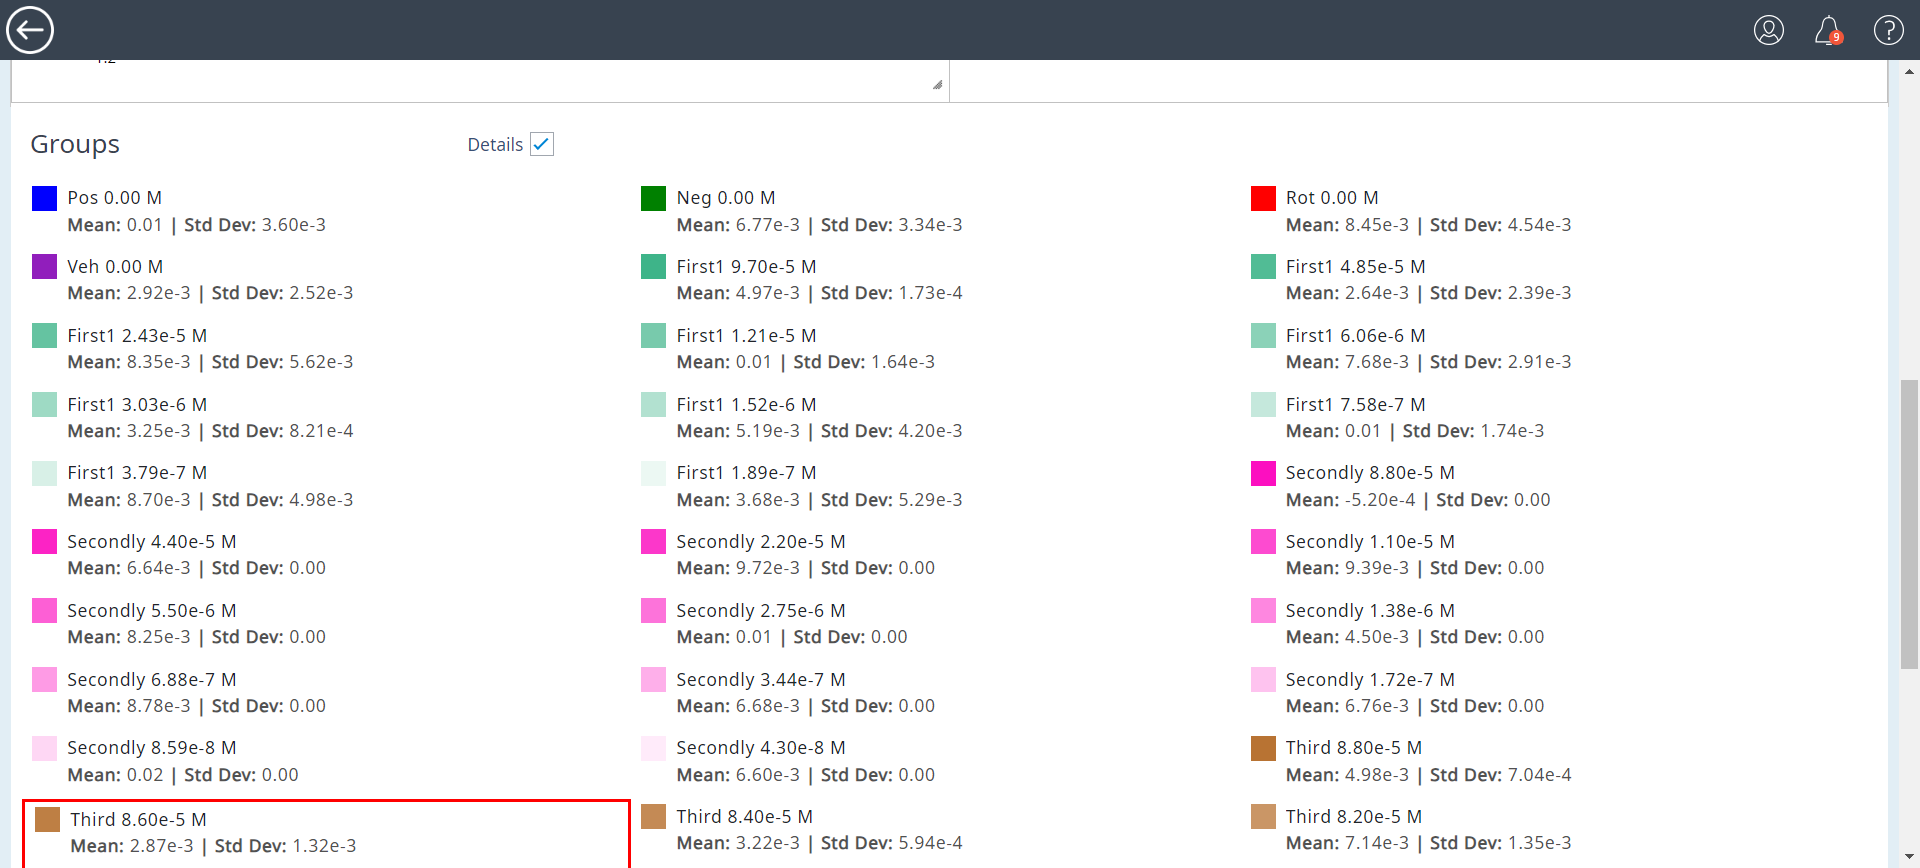 9
Groups
Details
Pos 0.00 M
Mean: 0.01 | Std Dev: 3.60e-3
Neg 0.00 M
Mean: 6.77e-3 | Std Dev: 3.34e-3
Rot 0.00 M
Mean: 8.45e-3 | Std Dev: 4.54e-3
Veh 0.00 M
Mean: 2.92e-3 | Std Dev: 2.52e-3
First1 9.70e-5 M
Mean: 4.97e-3 | Std Dev: 1.73e-4
First1 4.85e-5 M
Mean: 2.64e-3 | Std Dev: 2.39e-3
First1 2.43e-5 M
Mean: 8.35e-3 | Std Dev: 5.62e-3
First1 1.21e-5 M
Mean: 0.01 | Std Dev: 1.64e-3
First1 6.06e-6 M
Mean: 7.68e-3 | Std Dev: 2.91e-3
First1 3.03e-6 M
Mean: 3.25e-3 | Std Dev: 8.21e-4
First1 1.52e-6 M
Mean: 5.19e-3 | Std Dev: 4.20e-3
First1 7.58e-7 M
Mean: 0.01 | Std Dev: 1.74e-3
First1 3.79e-7 M
Mean: 8.70e-3 | Std Dev: 4.98e-3
First1 1.89e-7 M
Mean: 3.68e-3 | Std Dev: 5.29e-3
Secondly 8.80e-5 M
Mean: -5.20e-4 | Std Dev: 0.00
Secondly 4.40e-5 M
Mean: 6.64e-3 | Std Dev: 0.00
Secondly 2.20e-5 M
Mean: 9.72e-3 | Std Dev: 0.00
Secondly 1.10e-5 M
Mean: 9.39e-3 | Std Dev: 0.00
Secondly 5.50e-6 M
Mean: 8.25e-3 | Std Dev: 0.00
Secondly 2.75e-6 M
Mean: 0.01 | Std Dev: 0.00
Secondly 1.38e-6 M
Mean: 4.50e-3 | Std Dev: 0.00
Secondly 6.88e-7 M
Mean: 8.78e-3 | Std Dev: 0.00
Secondly 3.44e-7 M
Mean: 6.68e-3 | Std Dev: 0.00
Secondly 1.72e-7 M
Mean: 6.76e-3 | Std Dev: 0.00
Secondly 8.59e-8 M
Mean: 0.02 | Std Dev: 0.00
Secondly 4.30e-8 M
Mean: 6.60e-3 | Std Dev: 0.00
Third 8.80e-5 M
Mean: 4.98e-3 | Std Dev: 7.04e-4
Third 8.60e-5 M
Mean: 2.87e-3 | Std Dev: 1.32e-3
Third 8.40e-5 M
Mean: 3.22e-3 | Std Dev: 5.94e-4
Third 8.20e-5 M
Mean: 7.14e-3 | Std Dev: 1.35e-3